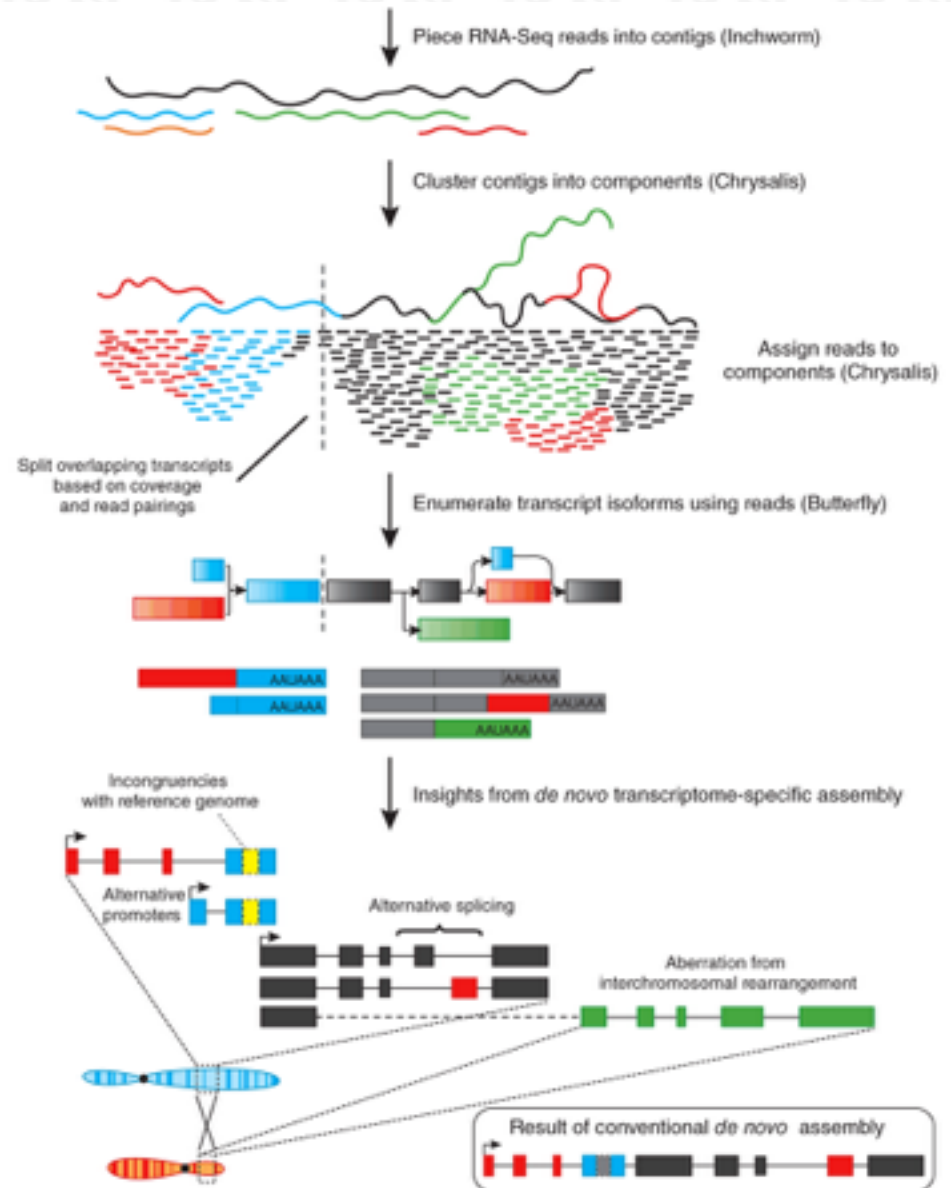 Piece RNA-Seq reads into contigs (Inchworm)
Cluster contigs into components (Chrysalis)
Assign reads to
components (Chrysalis)
Split overlapping transcripts
based on coverage
and read pairings
Enumerate transcript isoforms using reads (Butterfly)
AAUAAA
AAUAAA
AAUAAA
AAUAAA
AAUAAA
Insights from de novo transcriptome-specific assembly
Incongruencies
with reference genome
Alternative
promoters
Alternative splicing
Aberration from
interchromosomal rearrangement
Result of conventional de novo assembly